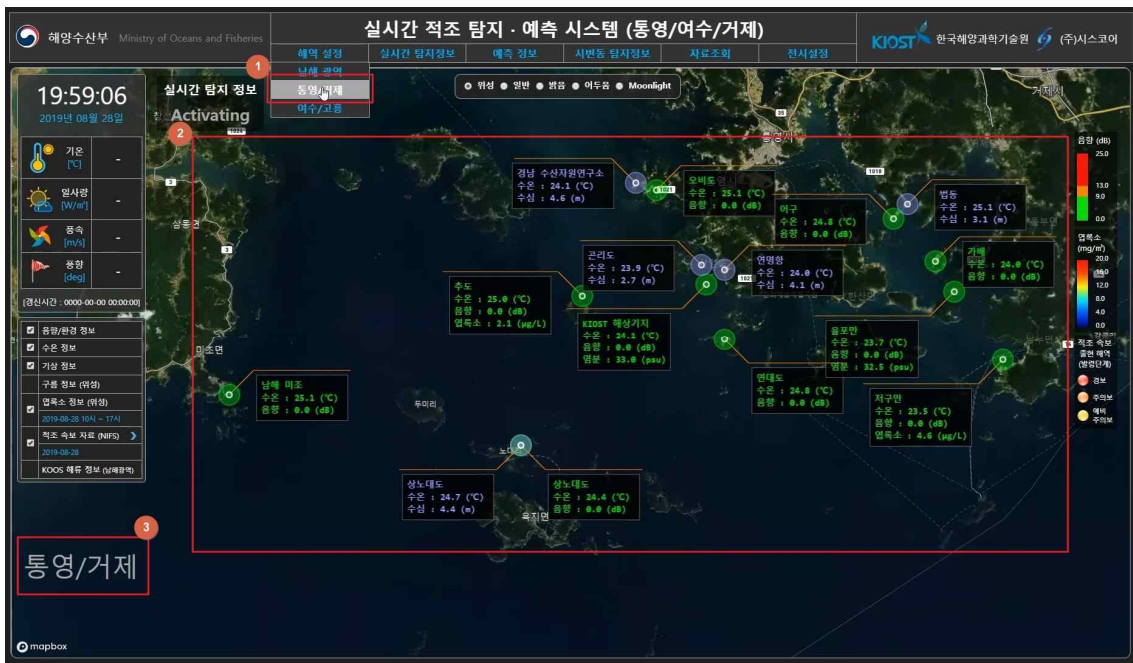 해양수산부 Ministry of Oceans and Fisheries
실시간 적조 탐지 · 예측 시스템 (통영/여수/거제)
KIOST 한국해양과학기술원 (주)시스코어
해역 설정 실시간 탐지정보 예측 정보 시변동 탐지정보 자료조회 전시설정
1
남해 광역
통영/거제
여수/고흥
19:59:06
2019년 08월 28일
실시간 탐지 정보
Activating
2
위성 일반 밝음 어두움 Moonlight
기온
[℃]
-
일사량
[W/㎡]
-
풍속
[m/s]
-
풍향
[deg]
-
[갱신시간 : 0000-00-00 00:00:00]
음향/환경 정보
수온 정보
기상 정보
구름 정보 (위성)
엽록소 정보 (위성)
2019-08-28 10시 ~ 17시
적조 속보 자료 (NIFS)
2019-08-28
KOOS 해류 정보 (남해광역)
3
통영/거제
mapbox
1024
3
3
삼동면
미조면
두미리
욕지면
통영시
거제시
35
1018
1021
경남 수산자원연구소
수온 : 24.1 (℃)
수심 : 4.6 (m)
오비도
수온 : 25.1 (℃)
음향 : 0.0 (dB)
어구
수온 : 24.8 (℃)
음향 : 0.0 (dB)
법동
수온 : 25.1 (℃)
수심 : 3.1 (m)
곤리도
수온 : 23.9 (℃)
수심 : 2.7 (m)
연명항
수온 : 24.0 (℃)
수심 : 4.1 (m)
가배
수온 : 24.0 (℃)
음향 : 0.0 (dB)
추도
수온 : 25.0 (℃)
음향 : 0.0 (dB)
엽록소 : 2.1 (μg/L)
KIOST 해상기지
수온 : 24.1 (℃)
음향 : 0.0 (dB)
염분 : 33.0 (psu)
율포만
수온 : 23.7 (℃)
음향 : 0.0 (dB)
염분 : 32.5 (psu)
남해 미조
수온 : 25.1 (℃)
음향 : 0.0 (dB)
연대도
수온 : 24.8 (℃)
음향 : 0.0 (dB)
저구만
수온 : 23.5 (℃)
음향 : 0.0 (dB)
엽록소 : 4.6 (μg/L)
상노대도
수온 : 24.7 (℃)
수심 : 4.4 (m)
상노대도
수온 : 24.4 (℃)
음향 : 0.0 (dB)
음향 (dB)
25.0
13.0
9.0
0.0
엽록소
(mg/㎥)
20.0
16.0
12.0
8.0
4.0
0.0
적조 속보
출현 해역
(발령단계)
경보
주의보
예비
주의보